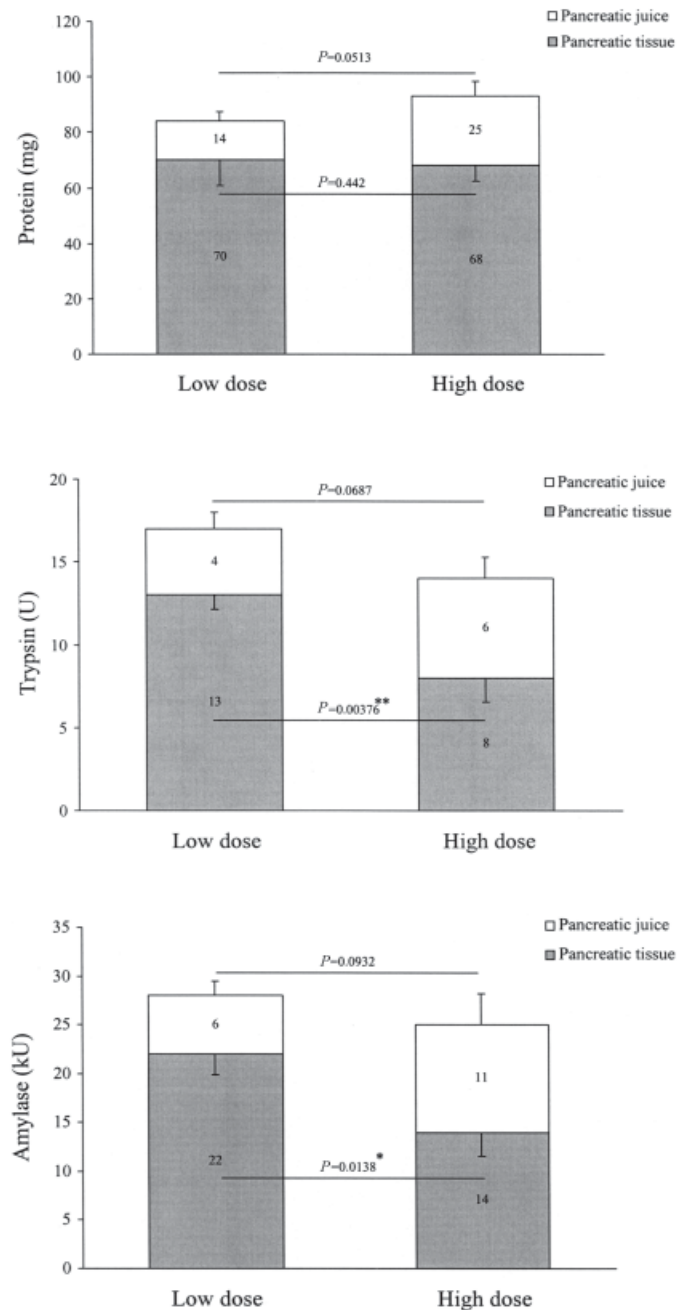 Pancreatic juice
Pancreatic tissue
120
100
80
60
40
20
0
Protein (mg)
P=0.0513
14
25
P=0.442
70
68
Low dose High dose
Pancreatic juice
Pancreatic tissue
20
15
10
5
0
Trypsin (U)
P=0.0687
4
6
13
P=0.00376**
8
Low dose High dose
Pancreatic juice
Pancreatic tissue
35
30
25
20
15
10
5
0
Amylase (kU)
P=0.0932
6
11
22
P=0.0138*
14
Low dose High dose